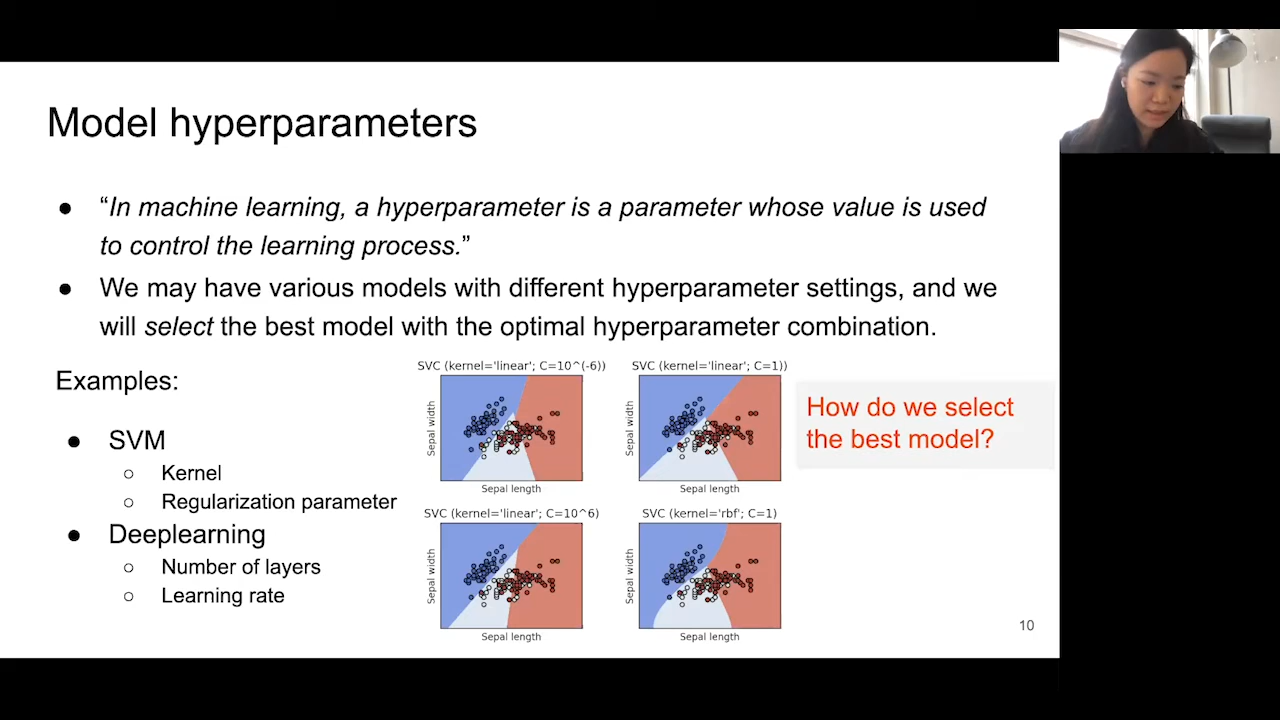 Model hyperparameters
● “In machine learning, a hyperparameter is a parameter whose value is used
to control the learning process.”
● We may have various models with different hyperparameter settings, and we
will select the best model with the optimal hyperparameter combination.
Examples:
● SVM
○ Kernel
○ Regularization parameter
● Deeplearning
○ Number of layers
○ Learning rate
SVC (kernel='linear'; C=10^(-6))
Sepal width
Sepal length
SVC (kernel='linear'; C=1))
Sepal width
Sepal length
SVC (kernel='linear'; C=10^6)
Sepal width
Sepal length
SVC (kernel='rbf'; C=1)
Sepal width
Sepal length
How do we select
the best model?
10